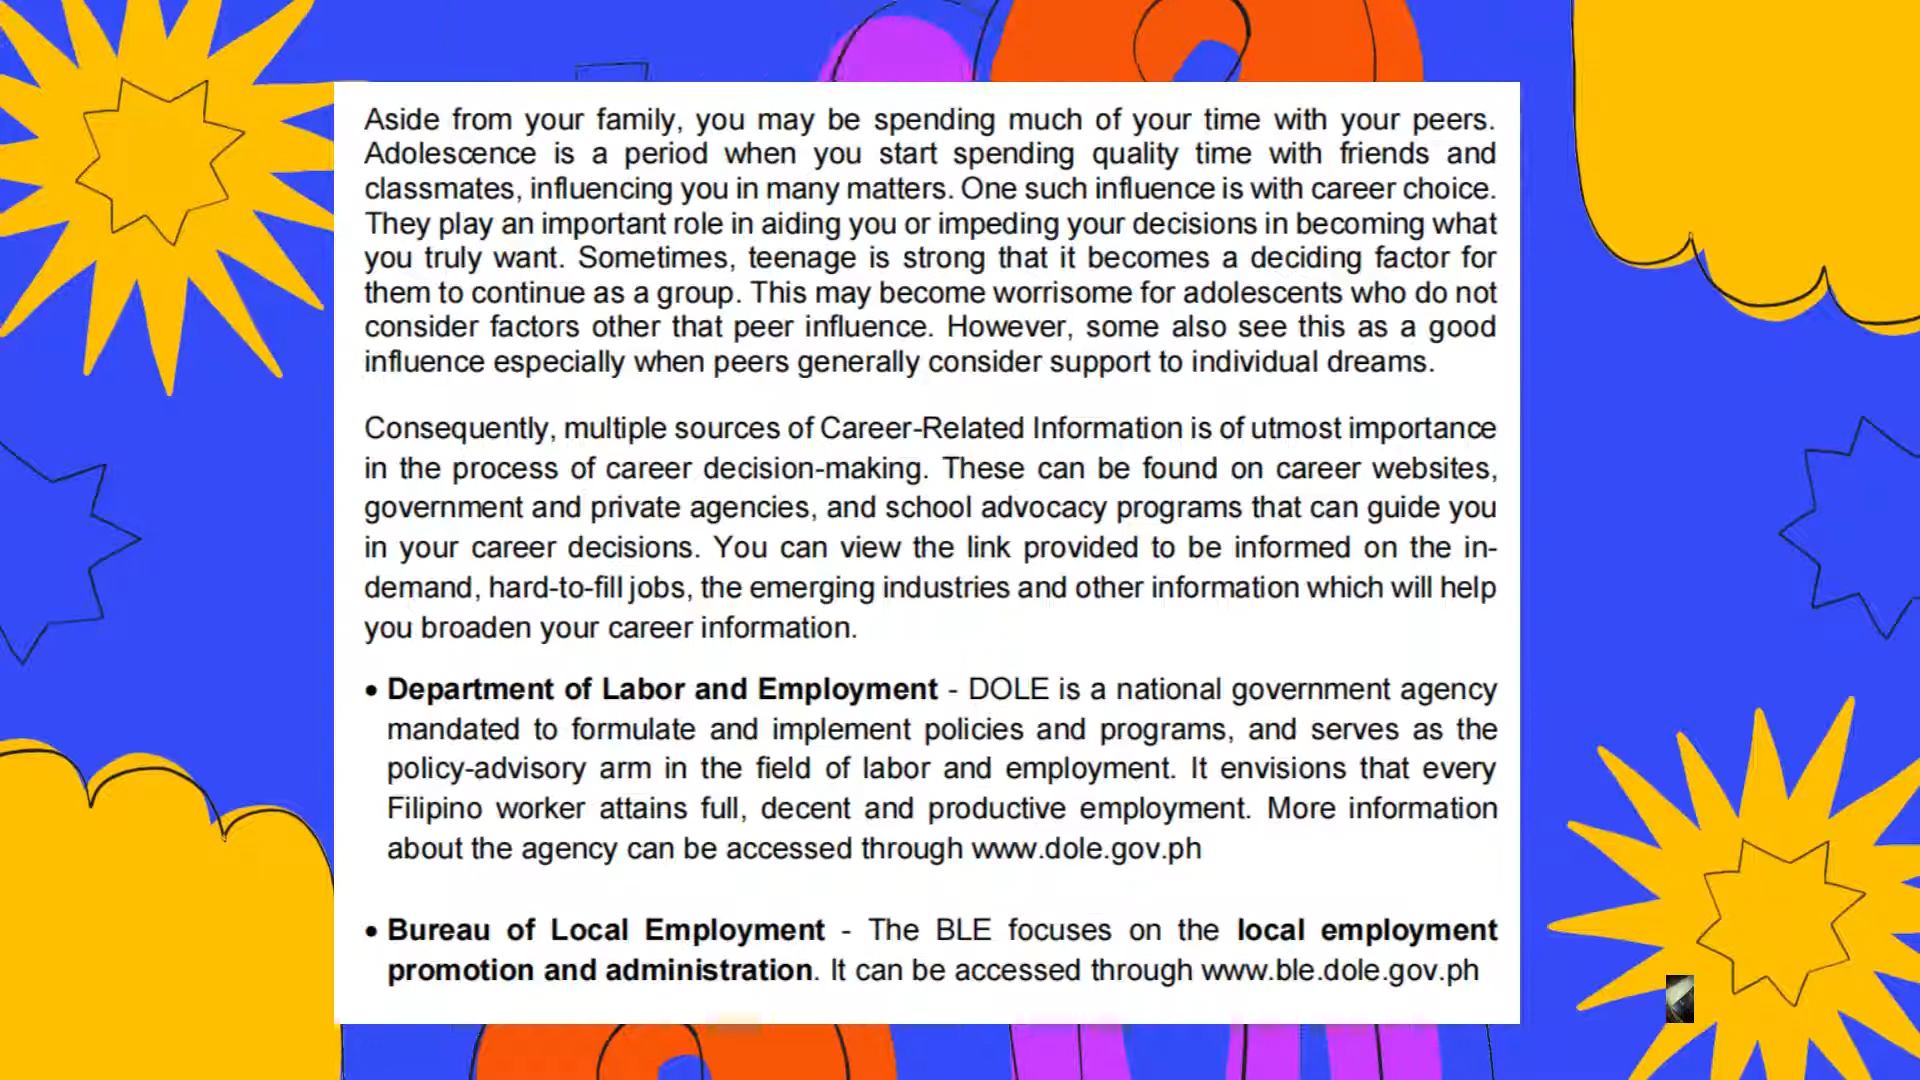 Aside from your family, you may be spending much of your time with your peers.
Adolescence is a period when you start spending quality time with friends and
classmates, influencing you in many matters. One such influence is with career choice.
They play an important role in aiding you or impeding your decisions in becoming what
you truly want. Sometimes, teenage is strong that it becomes a deciding factor for
them to continue as a group. This may become worrisome for adolescents who do not
consider factors other that peer influence. However, some also see this as a good
influence especially when peers generally consider support to individual dreams.
Consequently, multiple sources of Career-Related Information is of utmost importance
in the process of career decision-making. These can be found on career websites,
government and private agencies, and school advocacy programs that can guide you
in your career decisions. You can view the link provided to be informed on the in-
demand, hard-to-fill jobs, the emerging industries and other information which will help
you broaden your career information.
• Department of Labor and Employment - DOLE is a national government agency
mandated to formulate and implement policies and programs, and serves as the
policy-advisory arm in the field of labor and employment. It envisions that every
Filipino worker attains full, decent and productive employment. More information
about the agency can be accessed through www.dole.gov.ph
• Bureau of Local Employment - The BLE focuses on the local employment
promotion and administration. It can be accessed through www.ble.dole.gov.ph